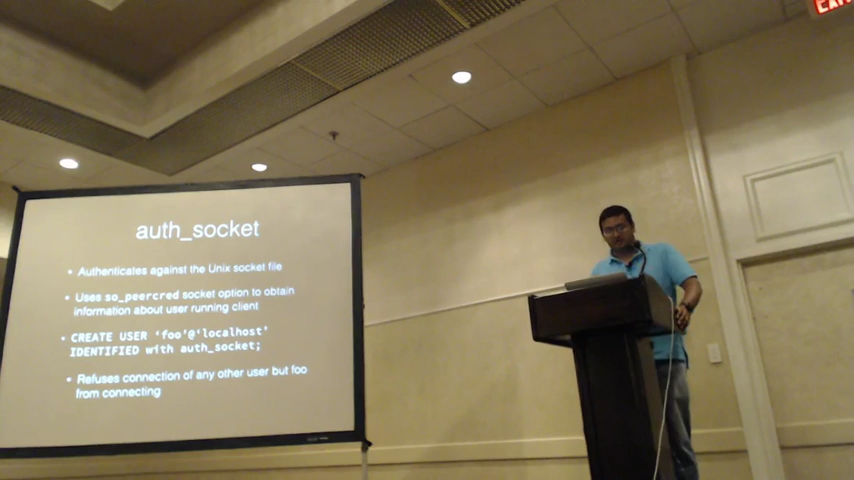 auth_socket
• Authenticates against the Unix socket file
• Uses so_peercred socket option to obtain
information about user running client
• CREATE USER 'foo'@'localhost'
IDENTIFIED with auth_socket;
• Refuses connection of any other user but foo
from connecting
EXIT